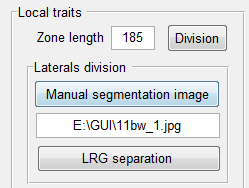 Local traits
Zone length 185 Division
Laterals division
Manual segmentation image
E:\GUI\11bw_1.jpg
LRG separation